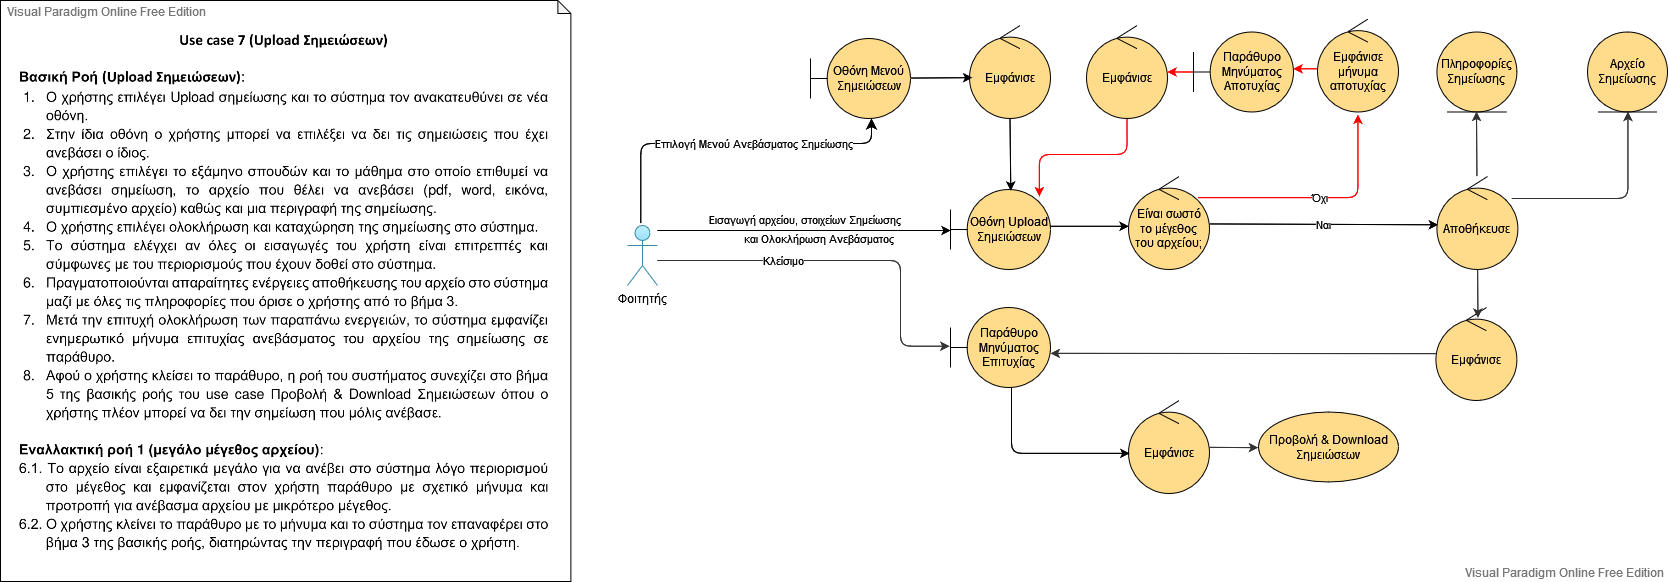 Visual Paradigm Online Free Edition
Use case 7 (Upload Σημειώσεων)
Βασική Ροή (Upload Σημειώσεων):
1. Ο χρήστης επιλέγει Upload σημείωσης και το σύστημα τον ανακατευθύνει σε νέα
οθόνη.
2. Στην ίδια οθόνη ο χρήστης μπορεί να επιλέξει να δει τις σημειώσεις που έχει
ανεβάσει ο ίδιος.
3. Ο χρήστης επιλέγει το εξάμηνο σπουδών και το μάθημα στο οποίο επιθυμεί να
ανεβάσει σημείωση, το αρχείο που θέλει να ανεβάσει (pdf, word, εικόνα,
συμπιεσμένο αρχείο) καθώς και μια περιγραφή της σημείωσης.
4. Ο χρήστης επιλέγει ολοκλήρωση και καταχώρηση της σημείωσης στο σύστημα.
5. Το σύστημα ελέγχει αν όλες οι εισαγωγές του χρήστη είναι επιτρεπτές και
σύμφωνες με του περιορισμούς που έχουν δοθεί στο σύστημα.
6. Πραγματοποιούνται απαραίτητες ενέργειες αποθήκευσης του αρχείο στο σύστημα
μαζί με όλες τις πληροφορίες που όρισε ο χρήστης από το βήμα 3.
7. Μετά την επιτυχή ολοκλήρωση των παραπάνω ενεργειών, το σύστημα εμφανίζει
ενημερωτικό μήνυμα επιτυχίας ανεβάσματος του αρχείου της σημείωσης σε
παράθυρο.
8. Αφού ο χρήστης κλείσει το παράθυρο, η ροή του συστήματος συνεχίζει στο βήμα
5 της βασικής ροής του use case Προβολή & Download Σημειώσεων όπου ο
χρήστης πλέον μπορεί να δει την σημείωση που μόλις ανέβασε.
Εναλλακτική ροή 1 (μεγάλο μέγεθος αρχείου):
6.1. Το αρχείο είναι εξαιρετικά μεγάλο για να ανέβει στο σύστημα λόγο περιορισμού
στο μέγεθος και εμφανίζεται στον χρήστη παράθυρο με σχετικό μήνυμα και
προτροπή για ανέβασμα αρχείου με μικρότερο μέγεθος.
6.2. Ο χρήστης κλείνει το παράθυρο με το μήνυμα και το σύστημα τον επαναφέρει στο
βήμα 3 της βασικής ροής, διατηρώντας την περιγραφή που έδωσε ο χρήστη.
Οθόνη Μενού
Σημειώσεων
Εμφάνισε
Εμφάνισε
Παράθυρο
Μηνύματος
Αποτυχίας
Εμφάνισε
μήνυμα
αποτυχίας
Πληροφορίες
Σημείωσης
Αρχείο
Σημείωσης
Επιλογή Μενού Ανεβάσματος Σημείωσης
Όχι
Εισαγωγή αρχείου, στοιχείων Σημείωσης
και Ολοκλήρωση Ανεβάσματος
Οθόνη Upload
Σημειώσεων
Είναι σωστό
το μέγεθος
του αρχείου;
Ναι
Αποθήκευσε
Κλείσιμο
Φοιτητής
Παράθυρο
Μηνύματος
Επιτυχίας
Εμφάνισε
Εμφάνισε
Προβολή & Download
Σημειώσεων
Visual Paradigm Online Free Edition